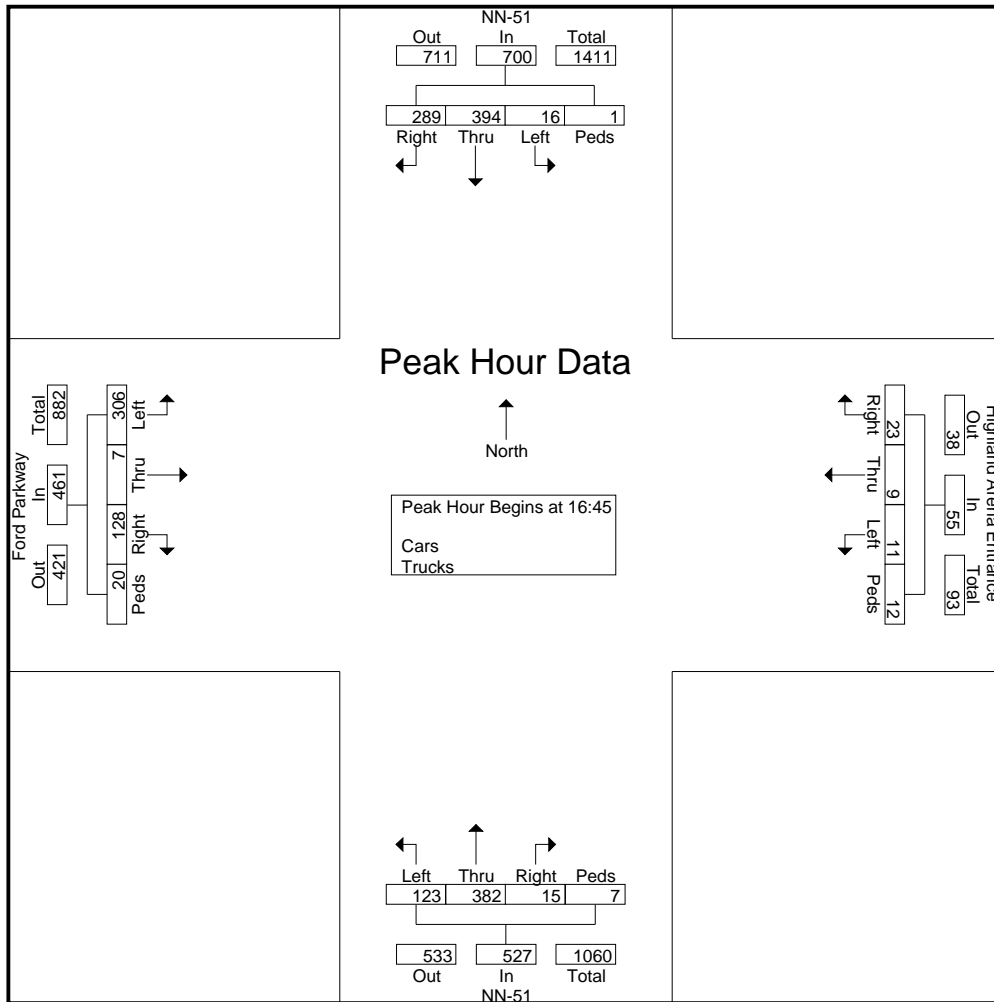 NN-51
Out In Total
711 700 1411
289 394 16 1
Right Thru Left Peds
Peak Hour Data
North
Peak Hour Begins at 16:45
Cars
Trucks
Ford Parkway
Total In Out
882 461 421
306 7 128 20
Left Thru Right Peds
Highland Arena Entrance
Out In Total
38 55 93
23 9 11 12
Right Thru Left Peds
Left Thru Right Peds
123 382 15 7
533 527 1060
Out In Total
NN-51